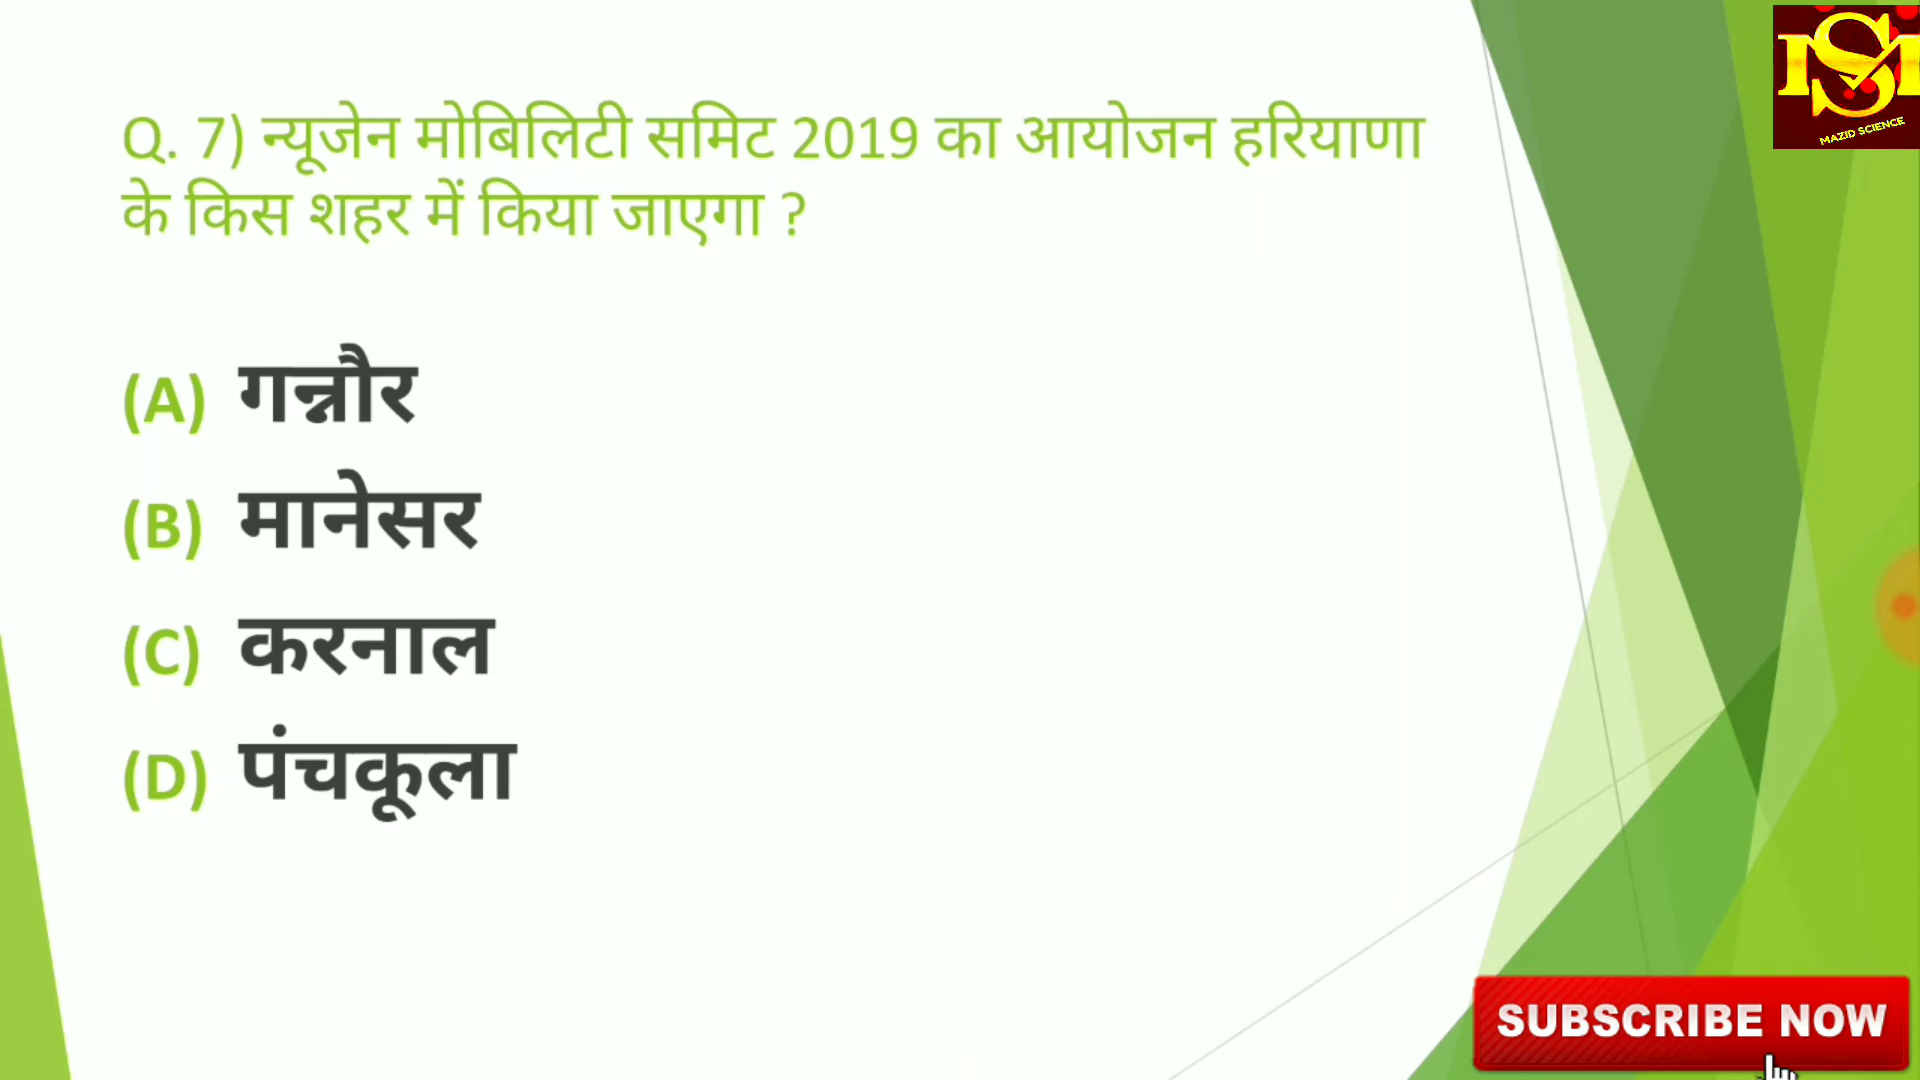 Q. 7) न्यूजेन मोबिलिटी समिट 2019 का आयोजन हरियाणा
के किस शहर में किया जाएगा ?
(A) गन्नौर
(B) मानेसर
(C) करनाल
(D) पंचकूला
MAZID SCIENCE
SUBSCRIBE NOW